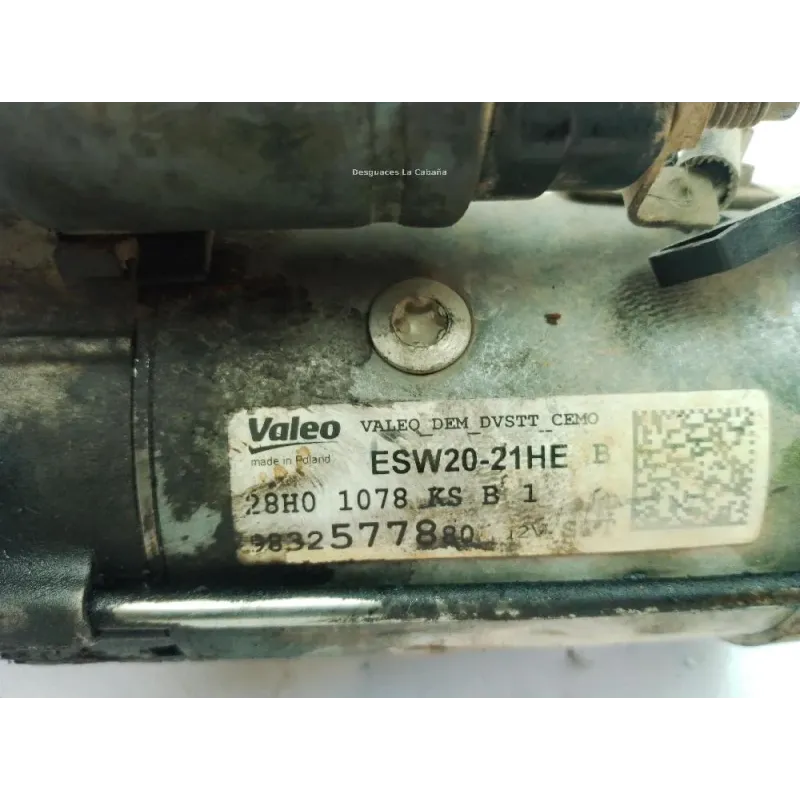 Desguaces La Cabaña
Valeo VALEO_DEM_DVSTT_CEMO
made in Poland
ESW20-21HE B
28H0 1078 KS B 1
9832577880 12V